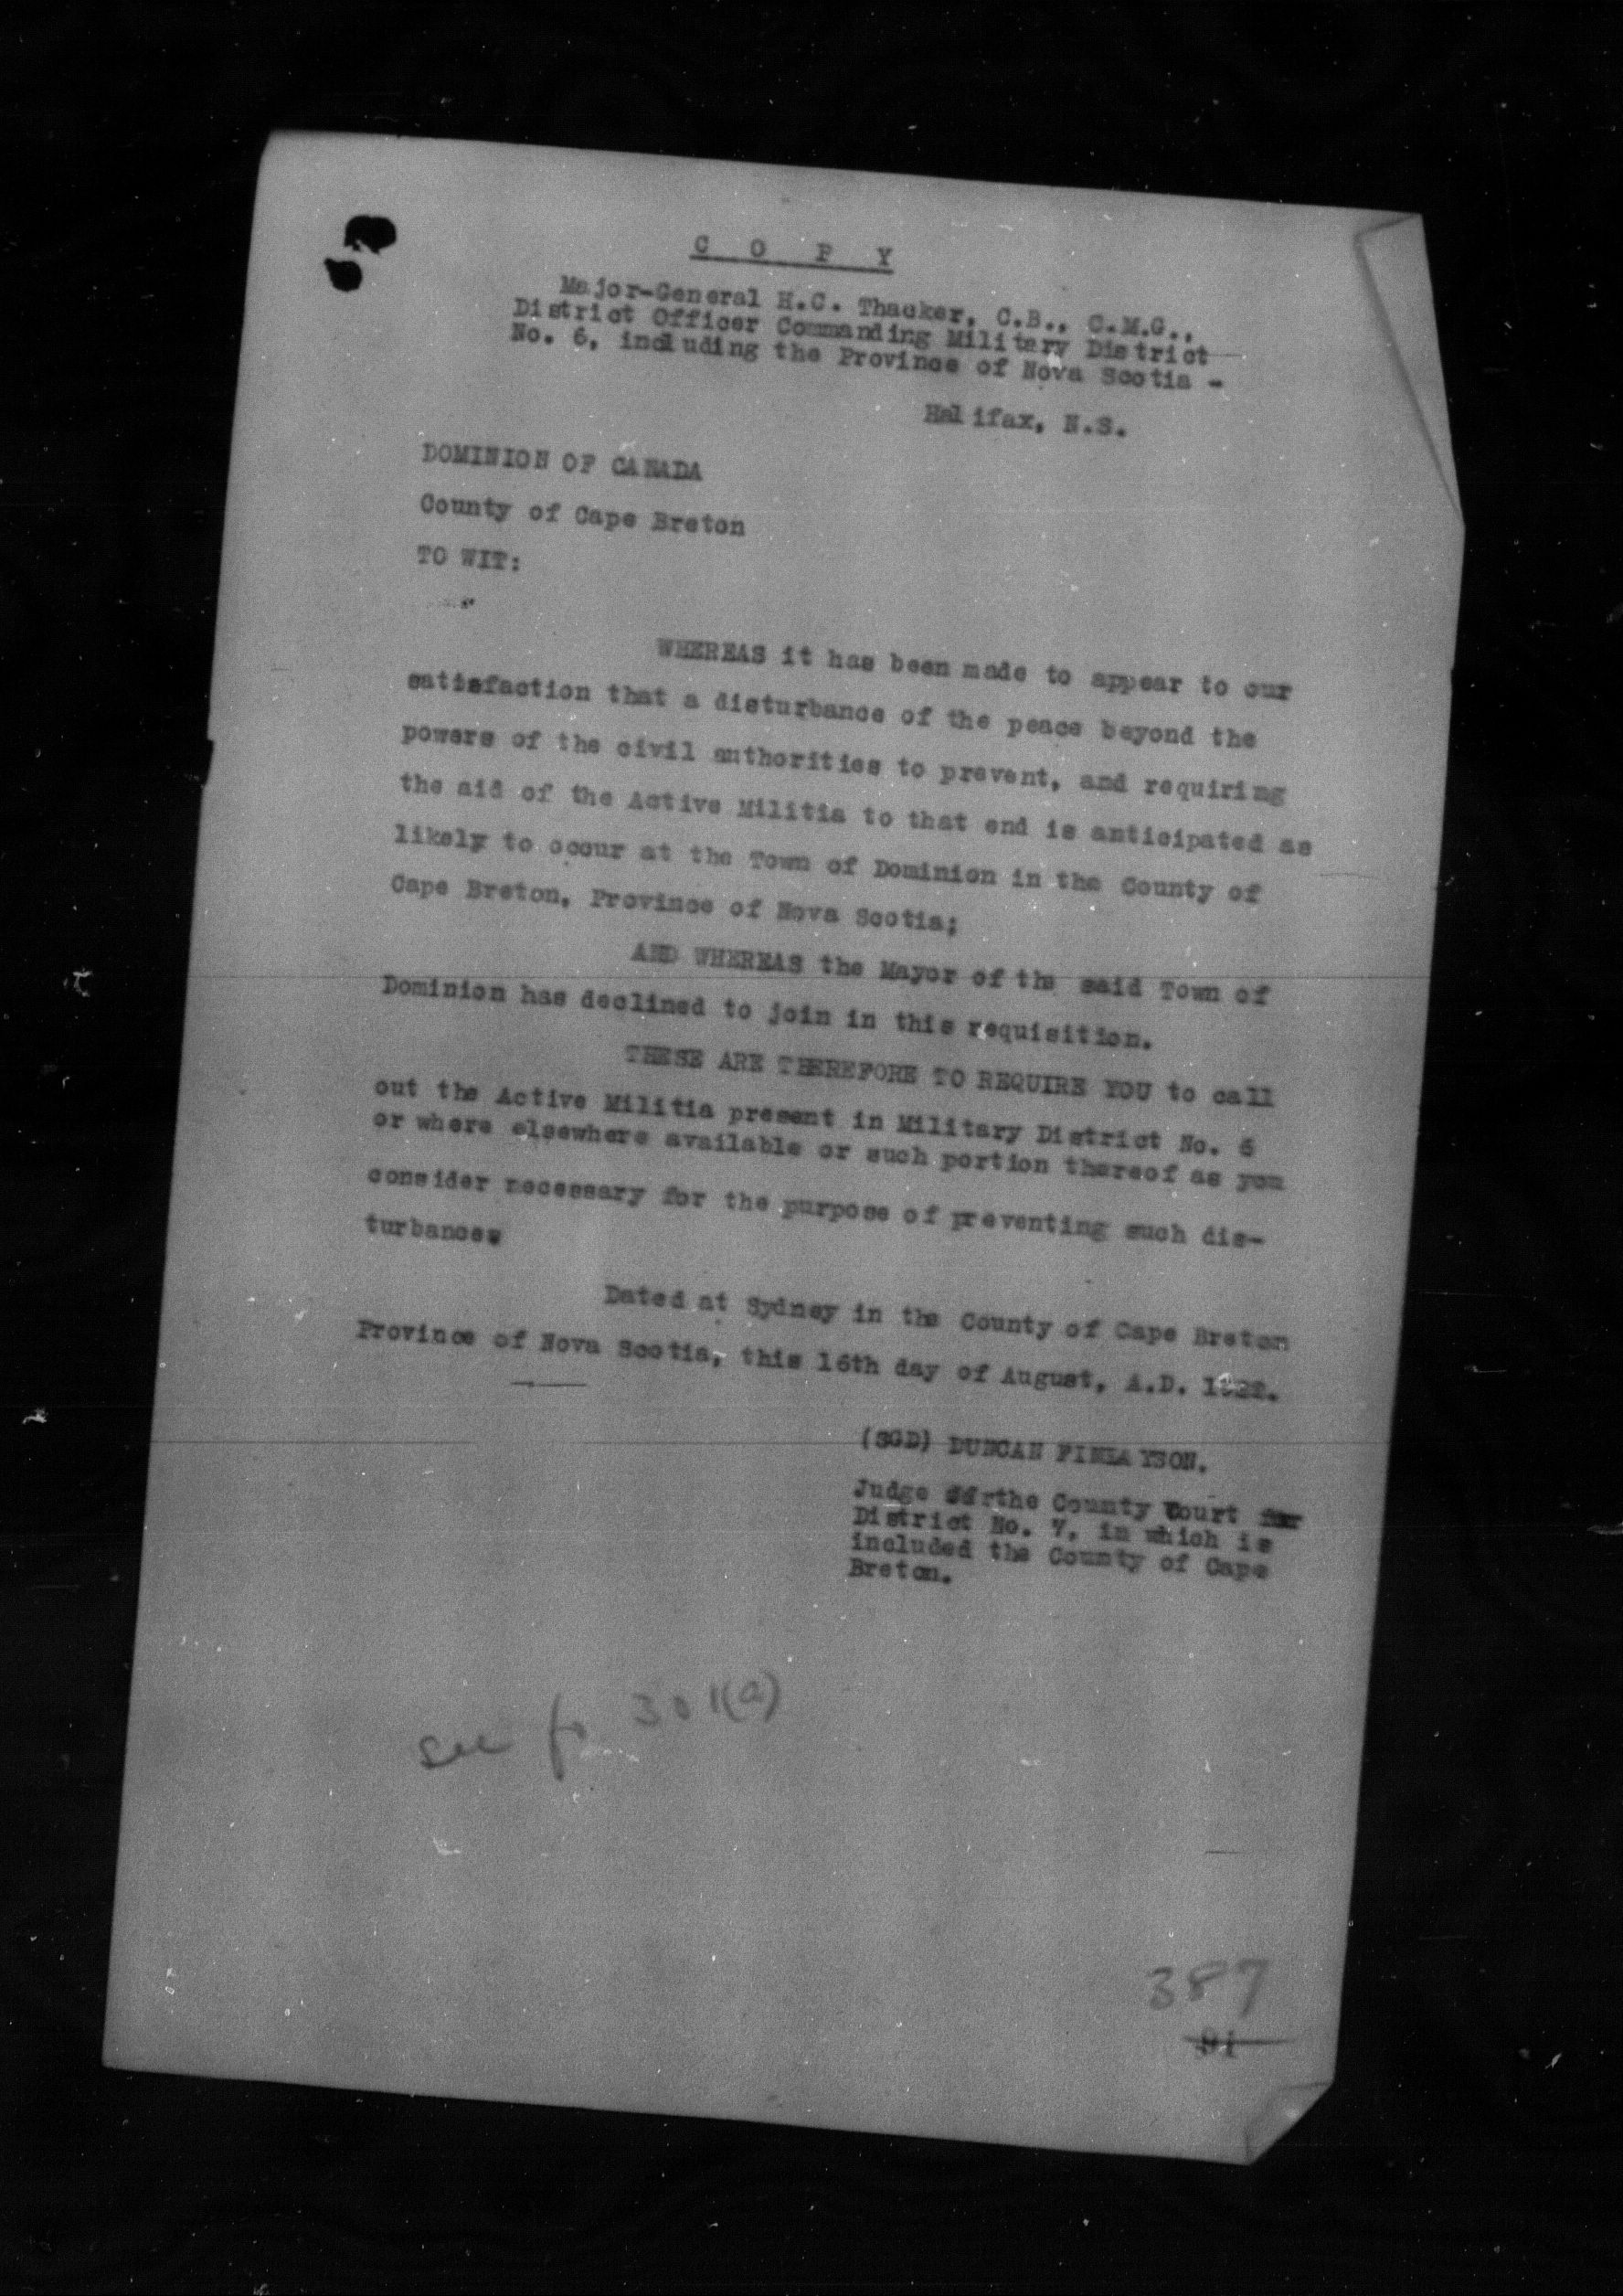 C O P Y
Major-General H.C. Thacker, C.B., C.M.G.,
District Officer Commanding Military District
No. 6, including the Province of Nova Scotia -
Halifax, N.S.
DOMINION OF CANADA
County of Cape Breton
TO WIT:
WHEREAS it has been made to appear to our
satisfaction that a disturbance of the peace beyond the
powers of the civil authorities to prevent, and requiring
the aid of the Active Militia to that end is anticipated as
likely to occur at the Town of Dominion in the County of
Cape Breton, Province of Nova Scotia;
AND WHEREAS the Mayor of the said Town of
Dominion has declined to join in this requisition.
THESE ARE THEREFORE TO REQUIRE YOU to call
out the Active Militia present in Military District No. 6
or where elsewhere available or such portion thereof as you
consider necessary for the purpose of preventing such dis-
turbances
Dated at Sydney in the County of Cape Breton
Province of Nova Scotia, this 16th day of August, A.D. 1922.
(SGD) DUNCAN FINLAYSON.
Judge of the County Court for
District No. 7, in which is
included the County of Cape
Breton.
see fo 301(a)
387
91